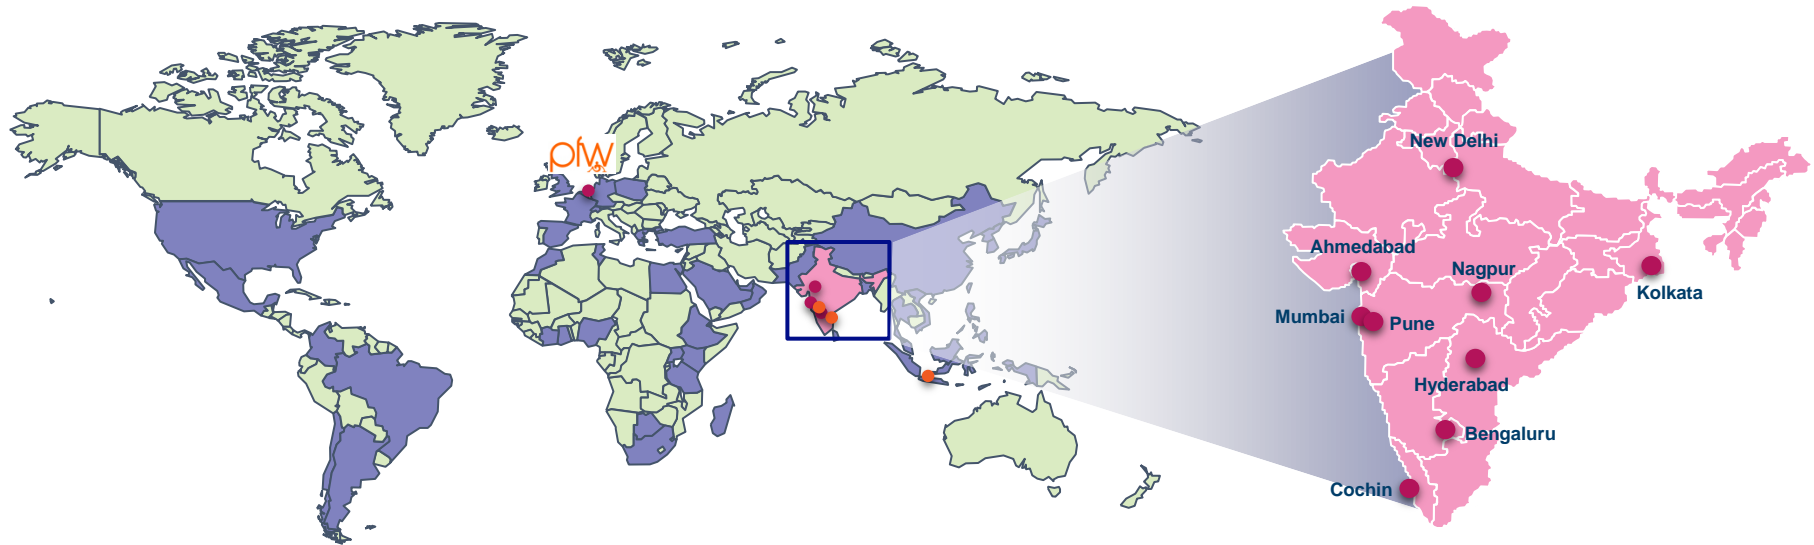 pfw
New Delhi
Ahmedabad
Nagpur
Kolkata
Mumbai
Pune
Hyderabad
Bengaluru
Cochin